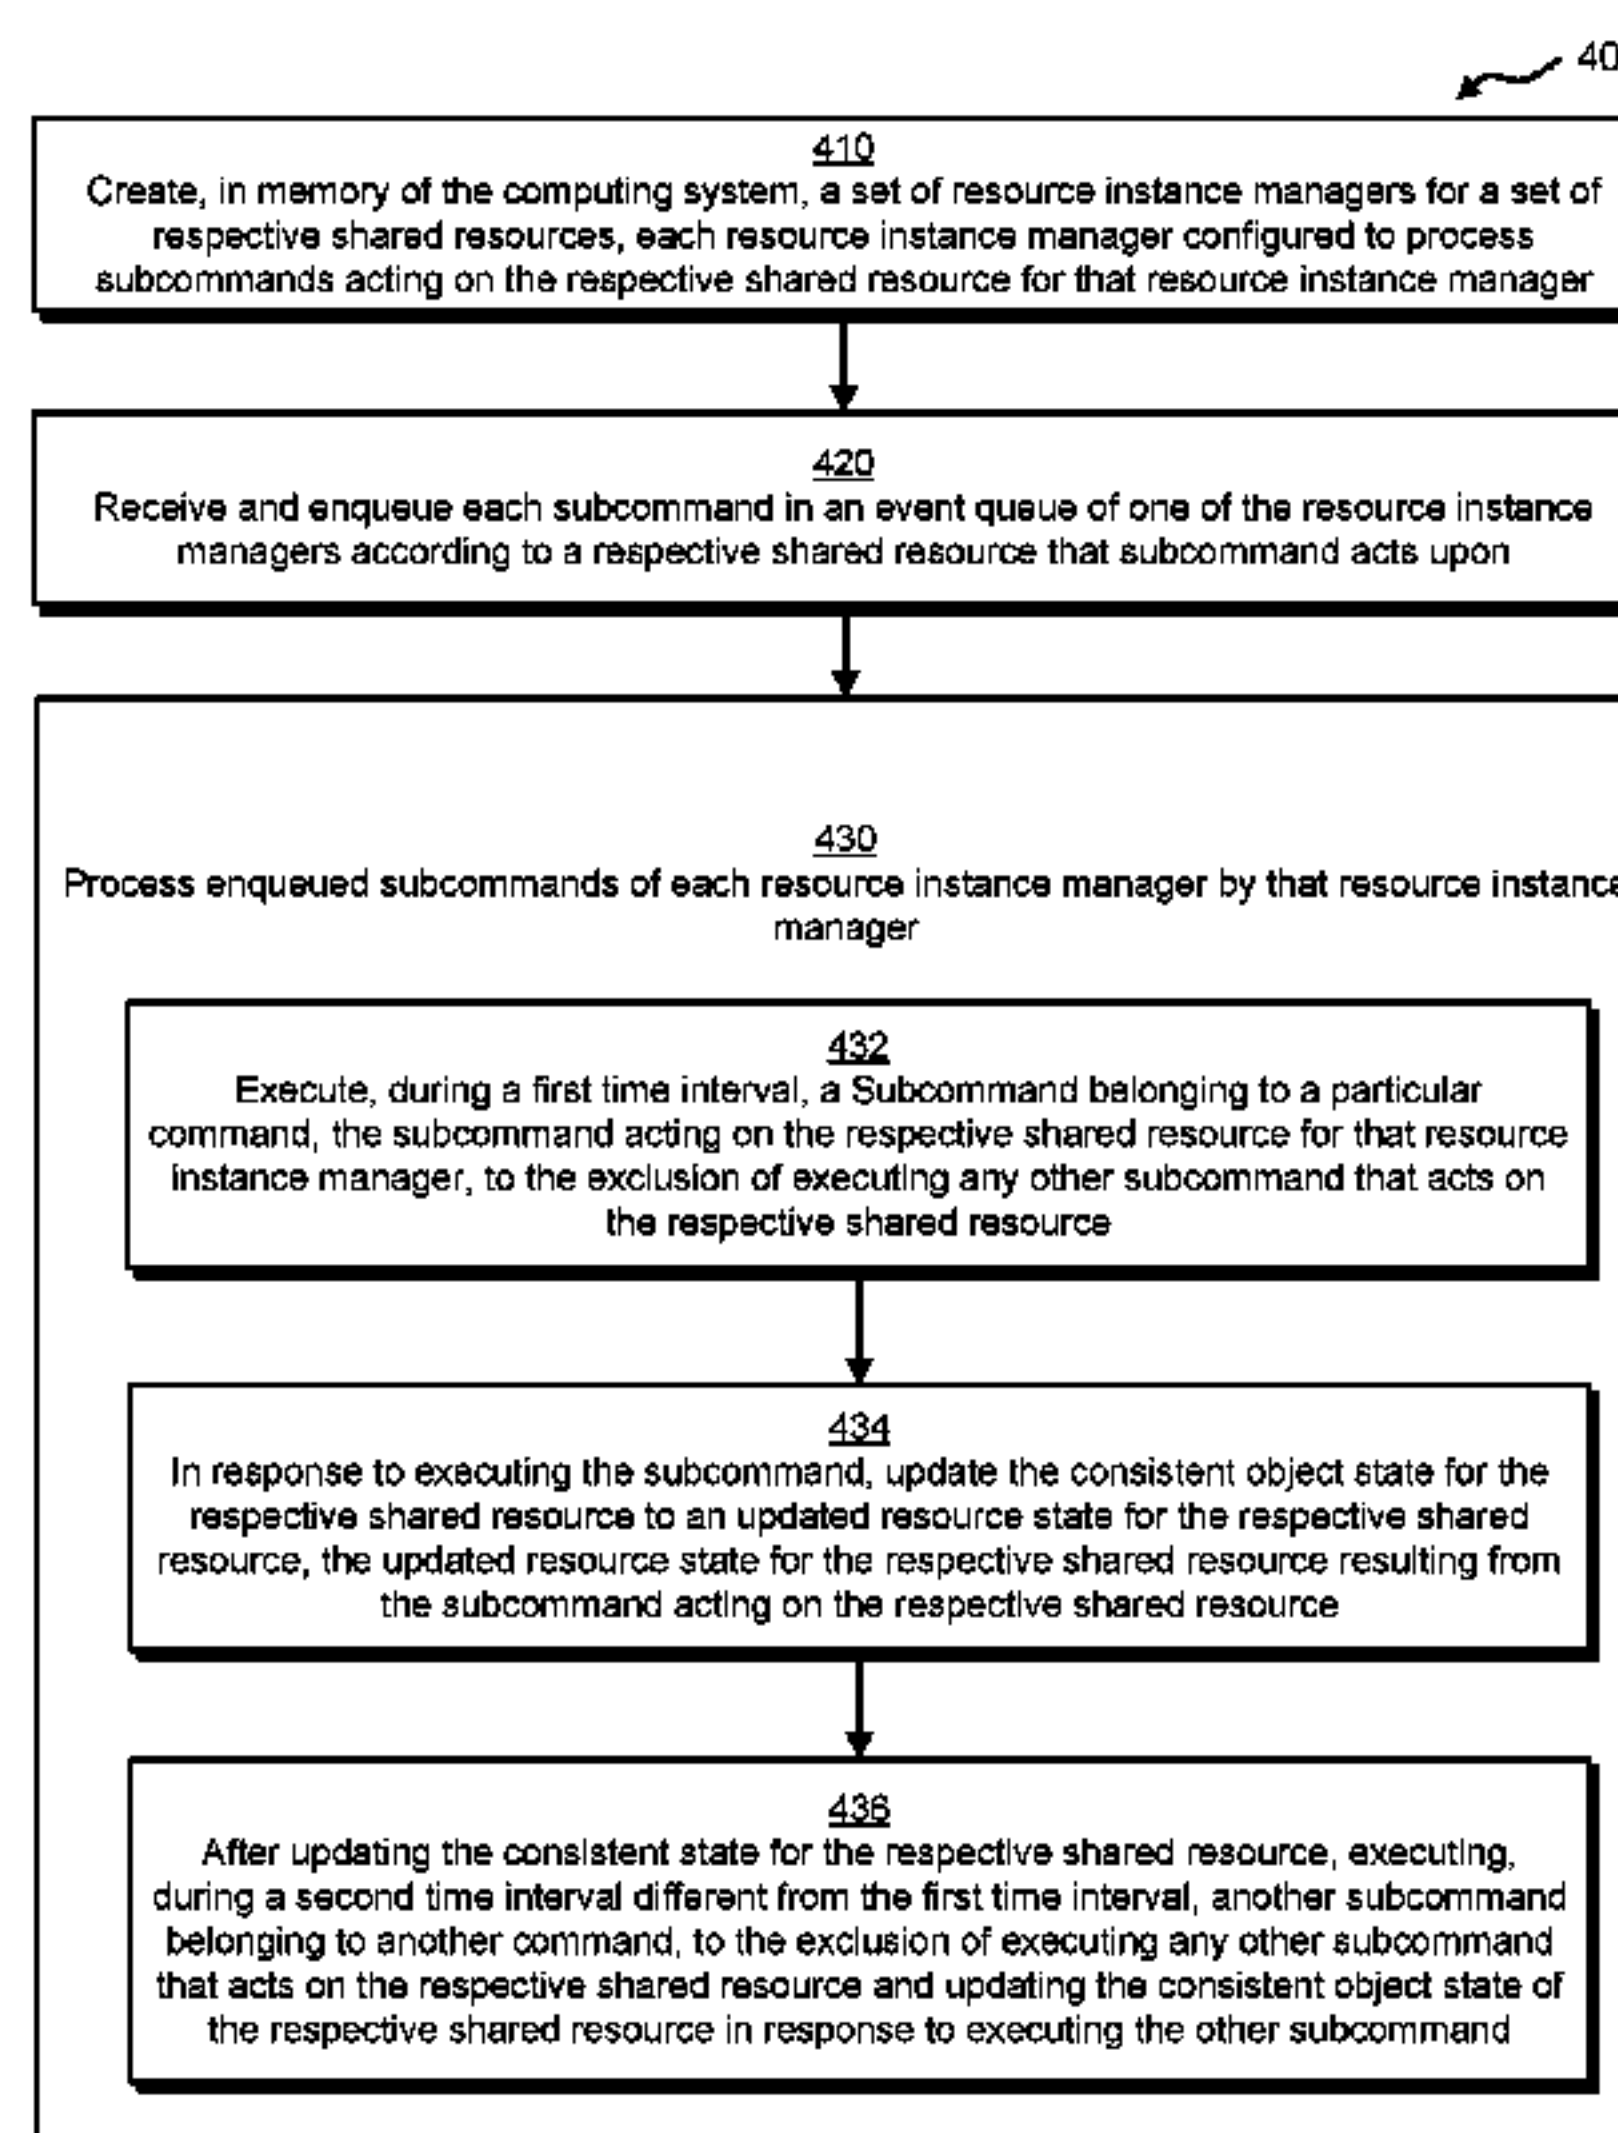 40
410
Create, in memory of the computing system, a set of resource instance managers for a set of
respective shared resources, each resource instance manager configured to process
subcommands acting on the respective shared resource for that resource instance manager
420
Receive and enqueue each subcommand in an event queue of one of the resource instance
managers according to a respective shared resource that subcommand acts upon
430
Process enqueued subcommands of each resource instance manager by that resource instance
manager
432
Execute, during a first time interval, a Subcommand belonging to a particular
command, the subcommand acting on the respective shared resource for that resource
instance manager, to the exclusion of executing any other subcommand that acts on
the respective shared resource
434
In response to executing the subcommand, update the consistent object state for the
respective shared resource to an updated resource state for the respective shared
resource, the updated resource state for the respective shared resource resulting from
the subcommand acting on the respective shared resource
436
After updating the consistent state for the respective shared resource, executing,
during a second time interval different from the first time interval, another subcommand
belonging to another command, to the exclusion of executing any other subcommand
that acts on the respective shared resource and updating the consistent object state of
the respective shared resource in response to executing the other subcommand